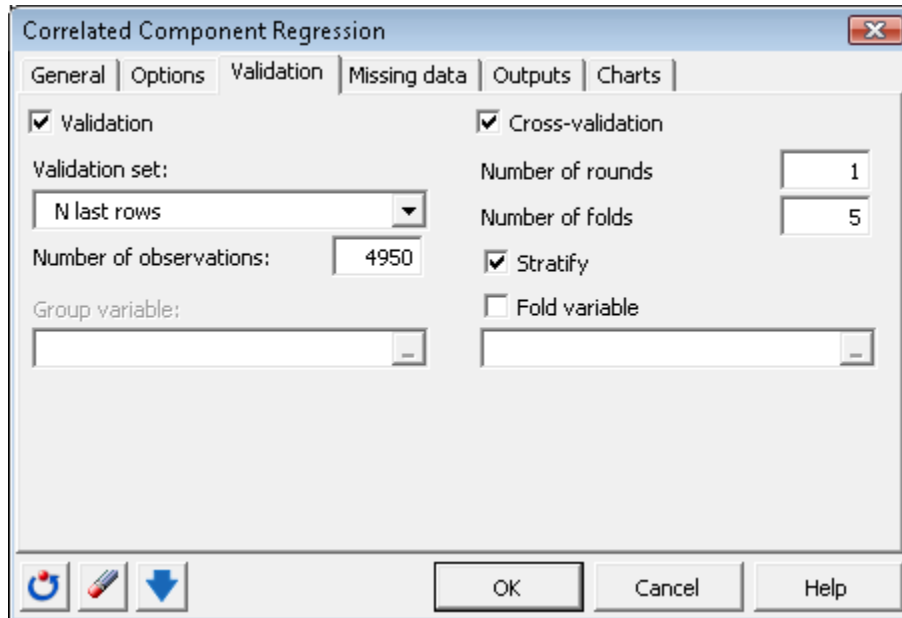 Correlated Component Regression
General Options Validation Missing data Outputs Charts
Validation
Cross-validation
Validation set:
N last rows
Number of observations: 4950
Group variable:
Number of rounds 1
Number of folds 5
Stratify
Fold variable
OK Cancel Help